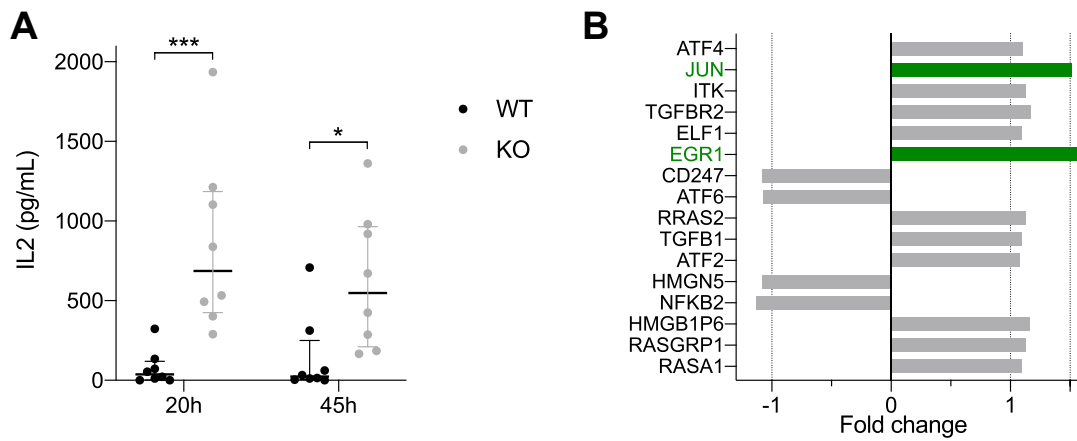 A
IL2 (pg/mL)
2000
1500
1000
500
0
***
*
20h
45h
WT
KO
B
ATF4
JUN
ITK
TGFBR2
ELF1
EGR1
CD247
ATF6
RRAS2
TGFB1
ATF2
HMGN5
NFKB2
HMGB1P6
RASGRP1
RASA1
-1
0
1
Fold change